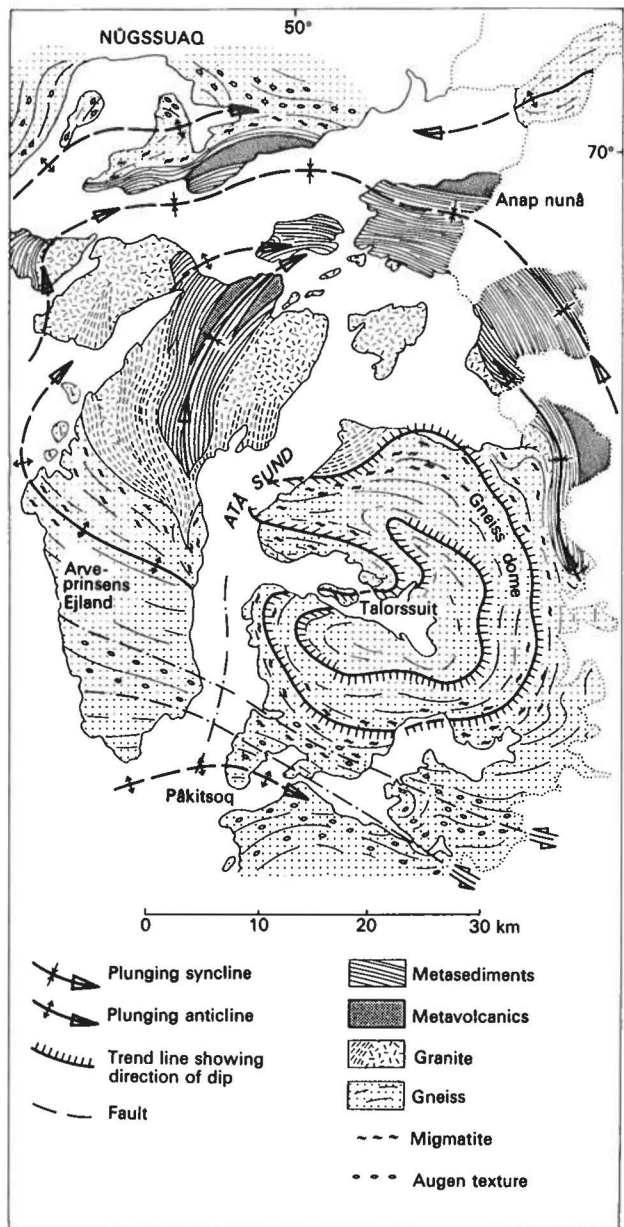 50°
NÛGSSUAQ
70°
Anap nunâ
ATÂ SUND
Gneiss dome
Arve-
prinsens
Ejland
Talorssuit
Pâkitsoq
0 10 20 30 km
Plunging syncline
Plunging anticline
Trend line showing
direction of dip
Fault
Metasediments
Metavolcanics
Granite
Gneiss
Migmatite
Augen texture